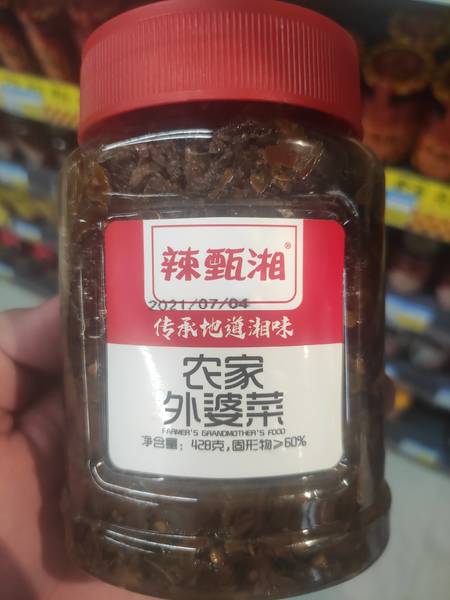 辣甄湘®
2021/07/04
传承地道湘味
农家
外婆菜
FARMER'S GRANDMOTHER'S FOOD
净含量：428克，固形物≥60%